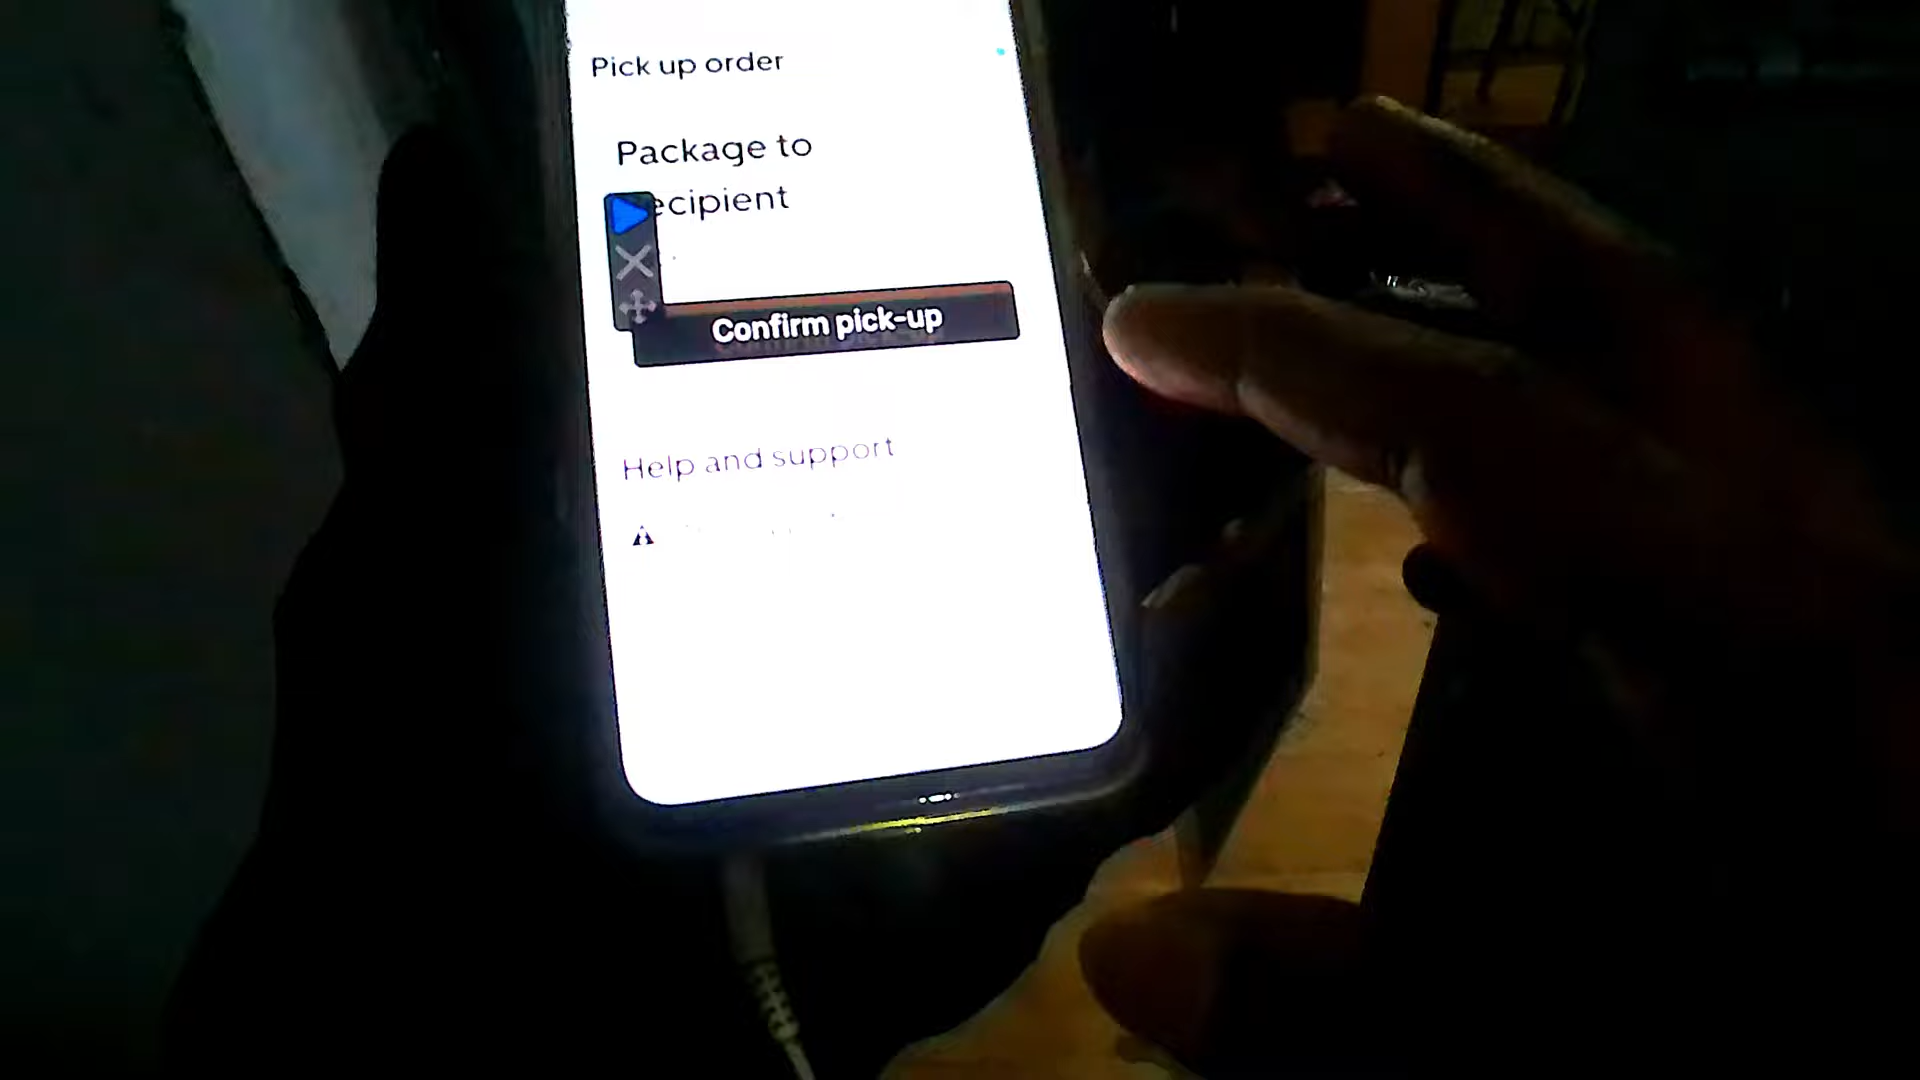 Pick up order
Package to
ecipient
Confirm pick-up
Help and support